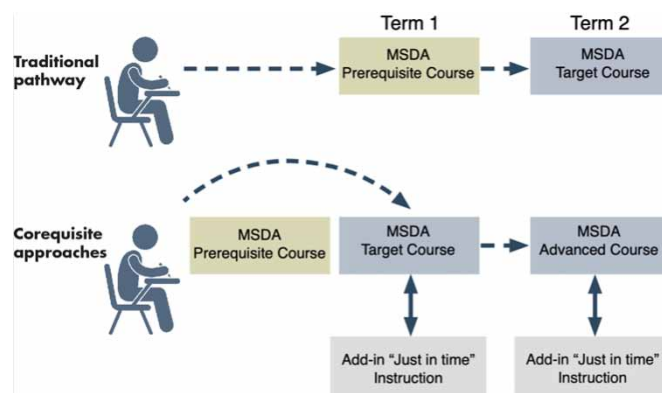 Term 1
Term 2
Traditional
pathway
MSDA
Prerequisite Course
MSDA
Target Course
Corequisite
approaches
MSDA
Prerequisite Course
MSDA
Target Course
MSDA
Advanced Course
Add-in “Just in time”
Instruction
Add-in “Just in time”
Instruction